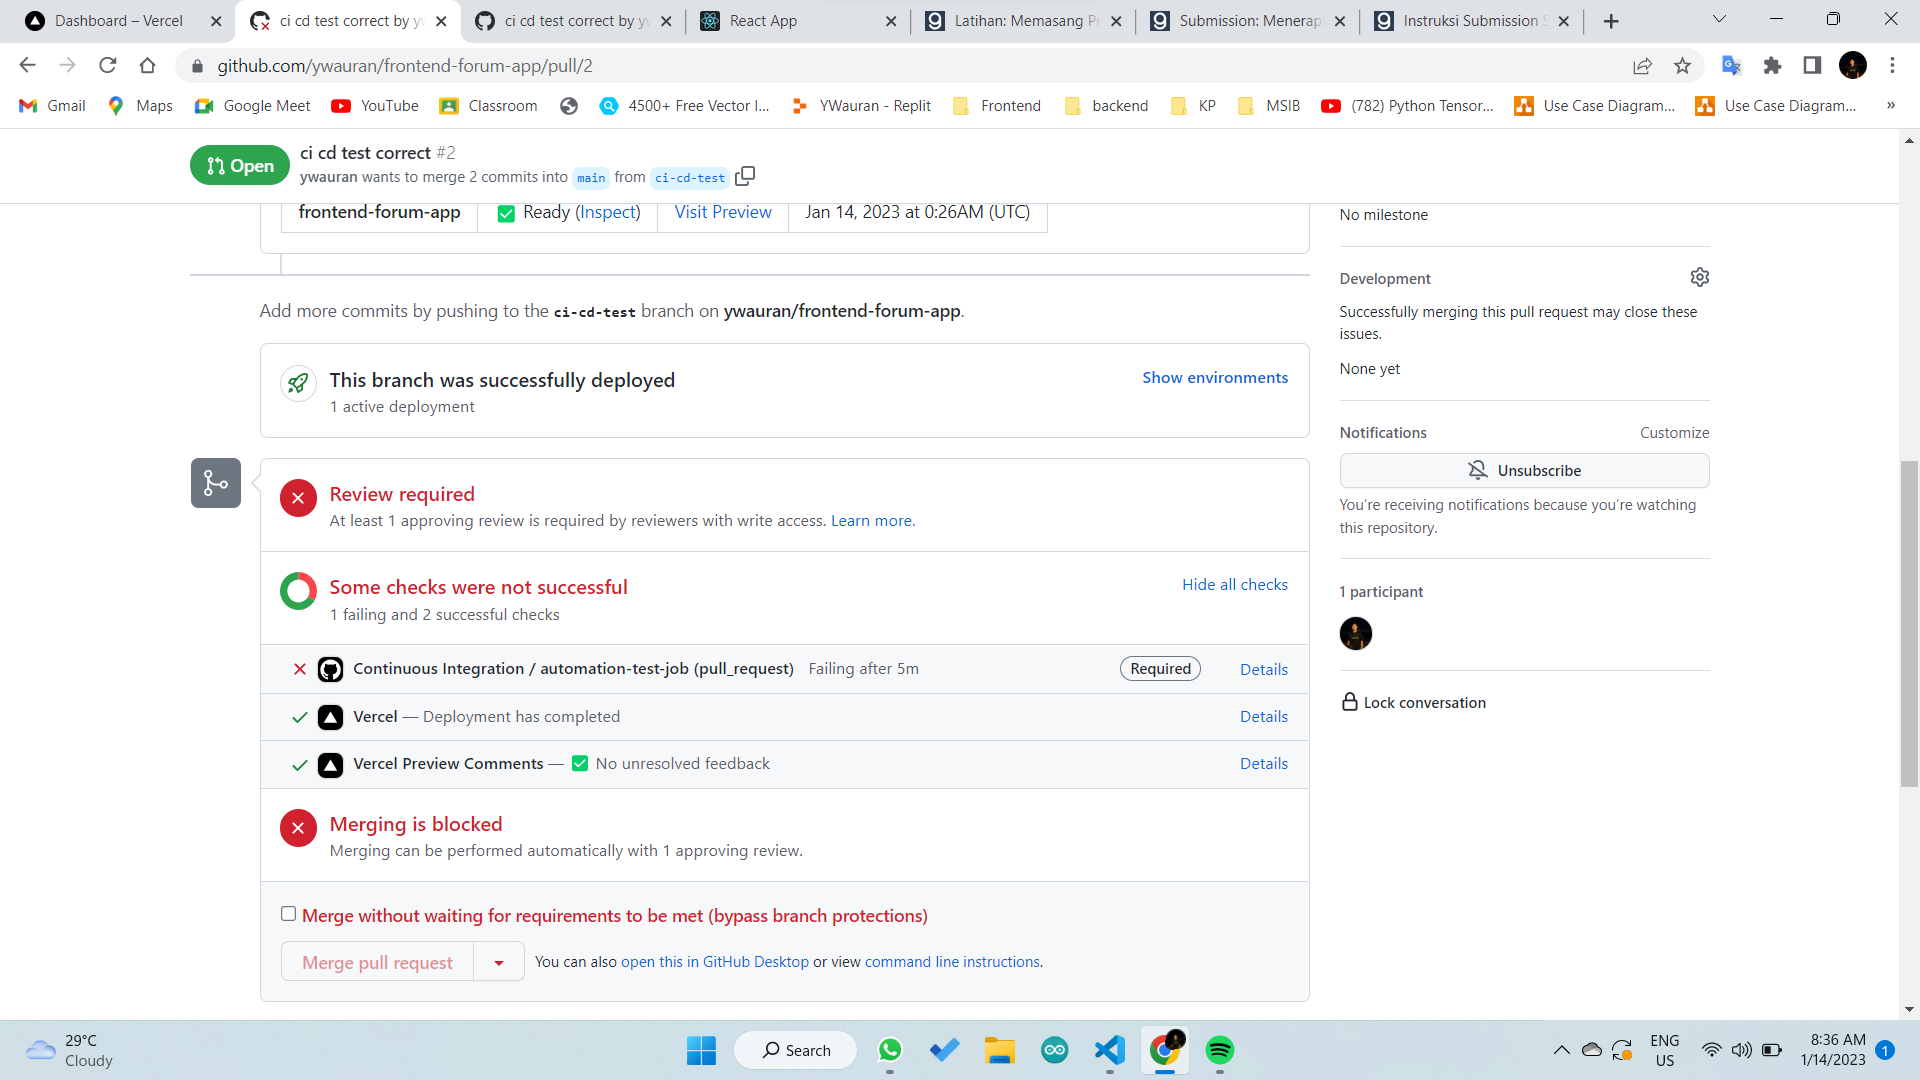 Dashboard – Vercel
ci cd test correct by yw
ci cd test correct by yw
React App
Latihan: Memasang Pr
Submission: Menerap
Instruksi Submission S
github.com/ywauran/frontend-forum-app/pull/2
Gmail
Maps
Google Meet
YouTube
Classroom
4500+ Free Vector I...
YWauran - Replit
Frontend
backend
KP
MSIB
(782) Python Tensor...
Use Case Diagram...
Use Case Diagram...
»
Open
ci cd test correct #2
ywauran wants to merge 2 commits into main from ci-cd-test
frontend-forum-app
Ready (Inspect)
Visit Preview
Jan 14, 2023 at 0:26AM (UTC)
Add more commits by pushing to the ci-cd-test branch on ywauran/frontend-forum-app.
This branch was successfully deployed
1 active deployment
Show environments
Review required
At least 1 approving review is required by reviewers with write access. Learn more.
Some checks were not successful
1 failing and 2 successful checks
Hide all checks
Continuous Integration / automation-test-job (pull_request) Failing after 5m
Required
Details
Vercel — Deployment has completed
Details
Vercel Preview Comments — ✅ No unresolved feedback
Details
Merging is blocked
Merging can be performed automatically with 1 approving review.
Merge without waiting for requirements to be met (bypass branch protections)
Merge pull request
You can also open this in GitHub Desktop or view command line instructions.
No milestone
Development
Successfully merging this pull request may close these
issues.
None yet
Notifications
Customize
Unsubscribe
You're receiving notifications because you're watching
this repository.
1 participant
Lock conversation
29°C
Cloudy
Search
ENG
US
8:36 AM
1/14/2023
1